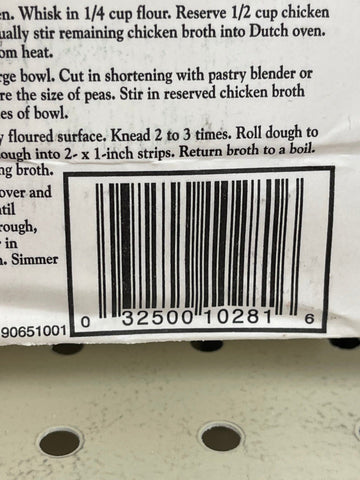 n. Whisk in 1/4 cup flour. Reserve 1/2 cup chicken
ually stir remaining chicken broth into Dutch oven.
om heat.
rge bowl. Cut in shortening with pastry blender or
re the size of peas. Stir in reserved chicken broth
es of bowl.
y floured surface. Knead 2 to 3 times. Roll dough to
ough into 2- x 1-inch strips. Return broth to a boil.
ng broth.
over and
til
rough,
r in
n. Simmer
90651001
0 32500 10281 6